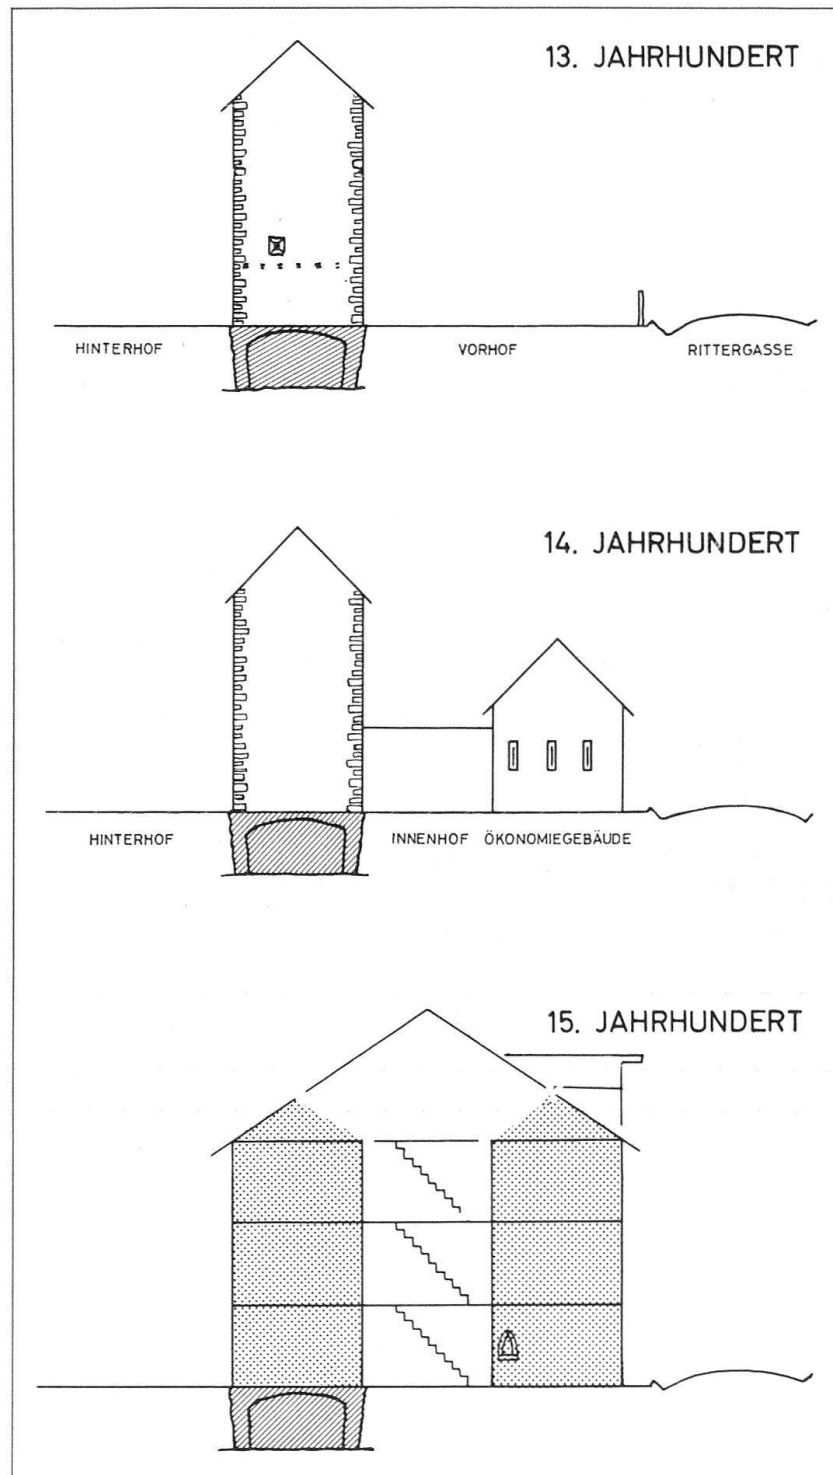 13. JAHRHUNDERT
HINTERHOF VORHOF RITTERGASSE
14. JAHRHUNDERT
HINTERHOF INNENHOF ÖKONOMIEGEBÄUDE
15. JAHRHUNDERT